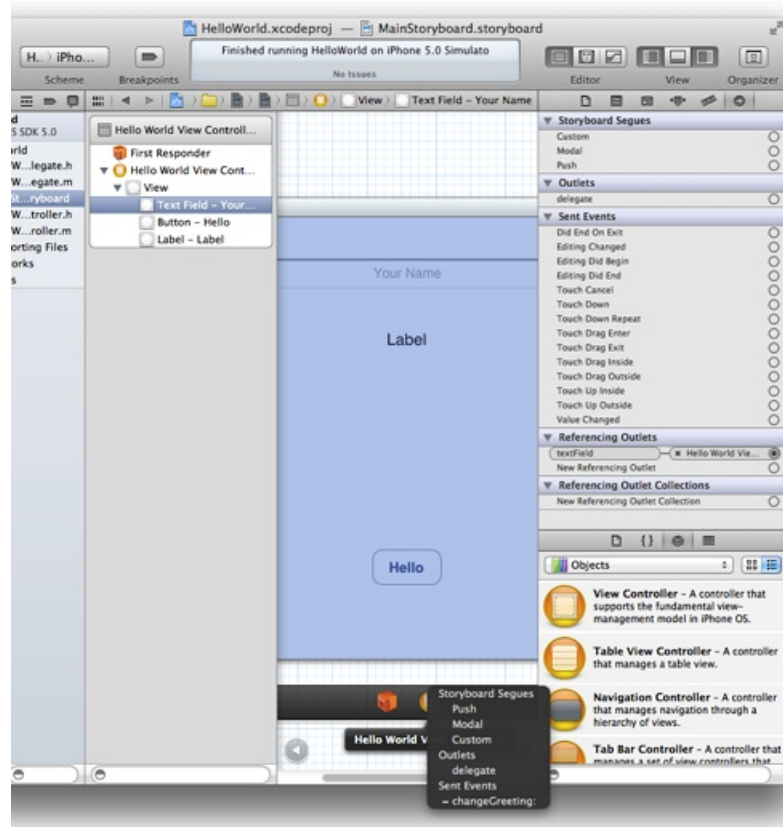 HelloWorld.xcodeproj — MainStoryboard.storyboard
H... iPho...
Finished running HelloWorld on iPhone 5.0 Simulato
No Issues
Scheme
Breakpoints
Editor
View
Organizer
View
Text Field - Your Name
d
S SDK 5.0
rld
W...legate.h
W...egate.m
St...ryboard
W...troller.h
W...roller.m
orting Files
orks
s
Hello World View Controll...
First Responder
Hello World View Cont...
View
Text Field - Your...
Button - Hello
Label - Label
Your Name
Label
Hello
Hello World V
Storyboard Segues
Push
Modal
Custom
Outlets
delegate
Sent Events
- changeGreeting:
Storyboard Segues
Custom
Modal
Push
Outlets
delegate
Sent Events
Did End On Exit
Editing Changed
Editing Did Begin
Editing Did End
Touch Cancel
Touch Down
Touch Down Repeat
Touch Drag Enter
Touch Drag Exit
Touch Drag Inside
Touch Drag Outside
Touch Up Inside
Touch Up Outside
Value Changed
Referencing Outlets
textField
Hello World Vie...
New Referencing Outlet
Referencing Outlet Collections
New Referencing Outlet Collection
{}
Objects
View Controller - A controller that
supports the fundamental view-
management model in iPhone OS.
Table View Controller - A controller
that manages a table view.
Navigation Controller - A controller
that manages navigation through a
hierarchy of views.
Tab Bar Controller - A controller that
manages a set of view controllers that